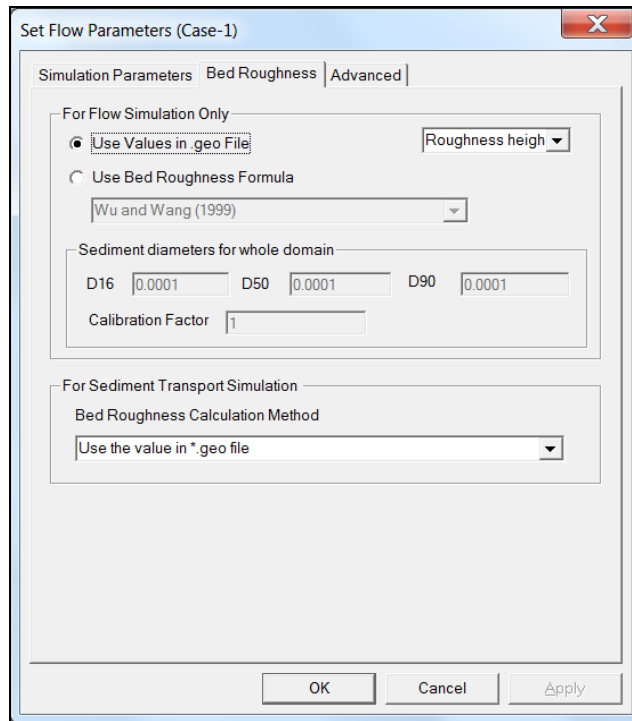 Set Flow Parameters (Case-1)
Simulation Parameters Bed Roughness Advanced
For Flow Simulation Only
Use Values in .geo File Roughness heigh
Use Bed Roughness Formula
Wu and Wang (1999)
Sediment diameters for whole domain
D16 0.0001 D50 0.0001 D90 0.0001
Calibration Factor 1
For Sediment Transport Simulation
Bed Roughness Calculation Method
Use the value in *.geo file
OK Cancel Apply